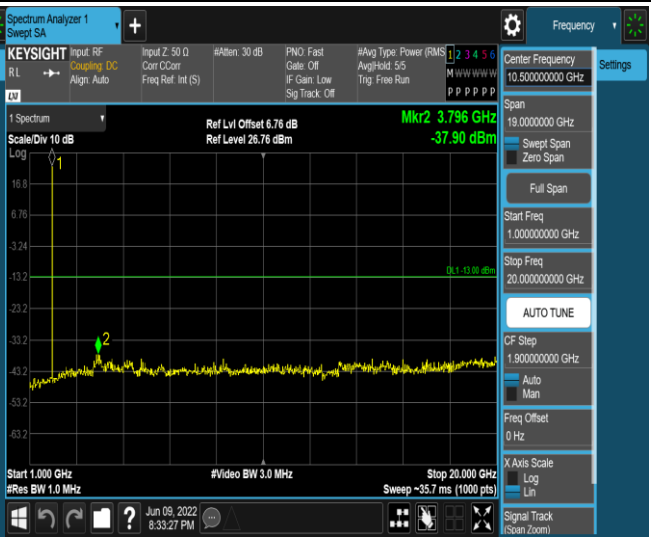 Spectrum Analyzer 1
Swept SA
Frequency
KEYSIGHT
Input: RF
Coupling: DC
Align: Auto
Input Z: 50 Ω
Corr CCorr
Freq Ref: Int (S)
#Atten: 30 dB
PNO: Fast
Gate: Off
IF Gain: Low
Sig Track: Off
#Avg Type: Power (RMS
Avg|Hold: 5/5
Trig: Free Run
1 2 3 4 5 6
M W W W W W
P P P P P P
R L
LXI
1 Spectrum
Scale/Div 10 dB
Log
Ref Lvl Offset 6.76 dB
Ref Level 26.76 dBm
Mkr2 3.796 GHz
-37.90 dBm
1
16.8
6.76
-3.24
-13.2
DL1 -13.00 dBm
-23.2
-33.2
2
-43.2
-53.2
-63.2
Start 1.000 GHz
#Res BW 1.0 MHz
#Video BW 3.0 MHz
Stop 20.000 GHz
Sweep ~35.7 ms (1000 pts)
Jun 09, 2022
8:33:27 PM
?
Center Frequency
10.500000000 GHz
Settings
Span
19.0000000 GHz
Swept Span
Zero Span
Full Span
Start Freq
1.000000000 GHz
Stop Freq
20.000000000 GHz
AUTO TUNE
CF Step
1.900000000 GHz
Auto
Man
Freq Offset
0 Hz
X Axis Scale
Log
Lin
Signal Track
(Span Zoom)